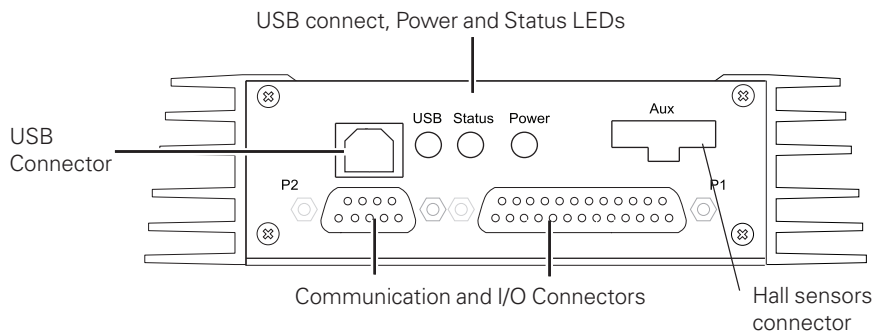 USB connect, Power and Status LEDs
USB Status Power
Aux
USB
Connector
P2
P1
Communication and I/O Connectors
Hall sensors
connector